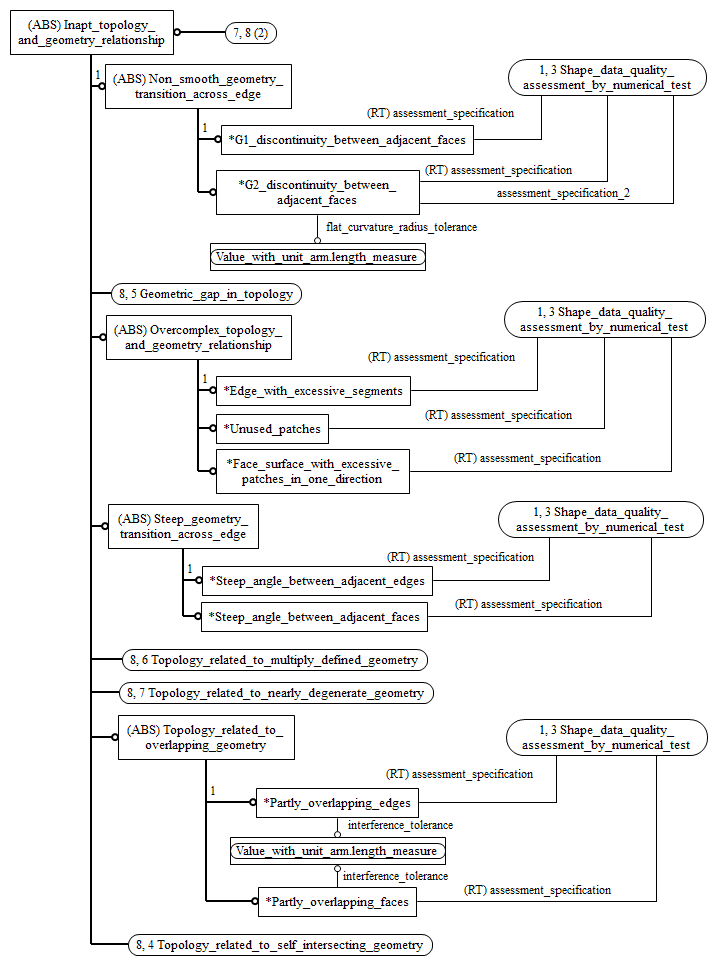 (ABS) Inapt_topology_
and_geometry_relationship
7, 8 (2)
1
(ABS) Non_smooth_geometry_
transition_across_edge
1, 3 Shape_data_quality_
assessment_by_numerical_test
(RT) assessment_specification
1
*G1_discontinuity_between_adjacent_faces
(RT) assessment_specification
*G2_discontinuity_between_
adjacent_faces
assessment_specification_2
flat_curvature_radius_tolerance
Value_with_unit_arm.length_measure
8, 5 Geometric_gap_in_topology
(ABS) Overcomplex_topology_
and_geometry_relationship
1, 3 Shape_data_quality_
assessment_by_numerical_test
(RT) assessment_specification
1
*Edge_with_excessive_segments
(RT) assessment_specification
*Unused_patches
(RT) assessment_specification
*Face_surface_with_excessive_
patches_in_one_direction
(ABS) Steep_geometry_
transition_across_edge
1, 3 Shape_data_quality_
assessment_by_numerical_test
(RT) assessment_specification
1
*Steep_angle_between_adjacent_edges
(RT) assessment_specification
*Steep_angle_between_adjacent_faces
8, 6 Topology_related_to_multiply_defined_geometry
8, 7 Topology_related_to_nearly_degenerate_geometry
(ABS) Topology_related_to_
overlapping_geometry
1, 3 Shape_data_quality_
assessment_by_numerical_test
(RT) assessment_specification
1
*Partly_overlapping_edges
interference_tolerance
Value_with_unit_arm.length_measure
interference_tolerance
(RT) assessment_specification
*Partly_overlapping_faces
8, 4 Topology_related_to_self_intersecting_geometry